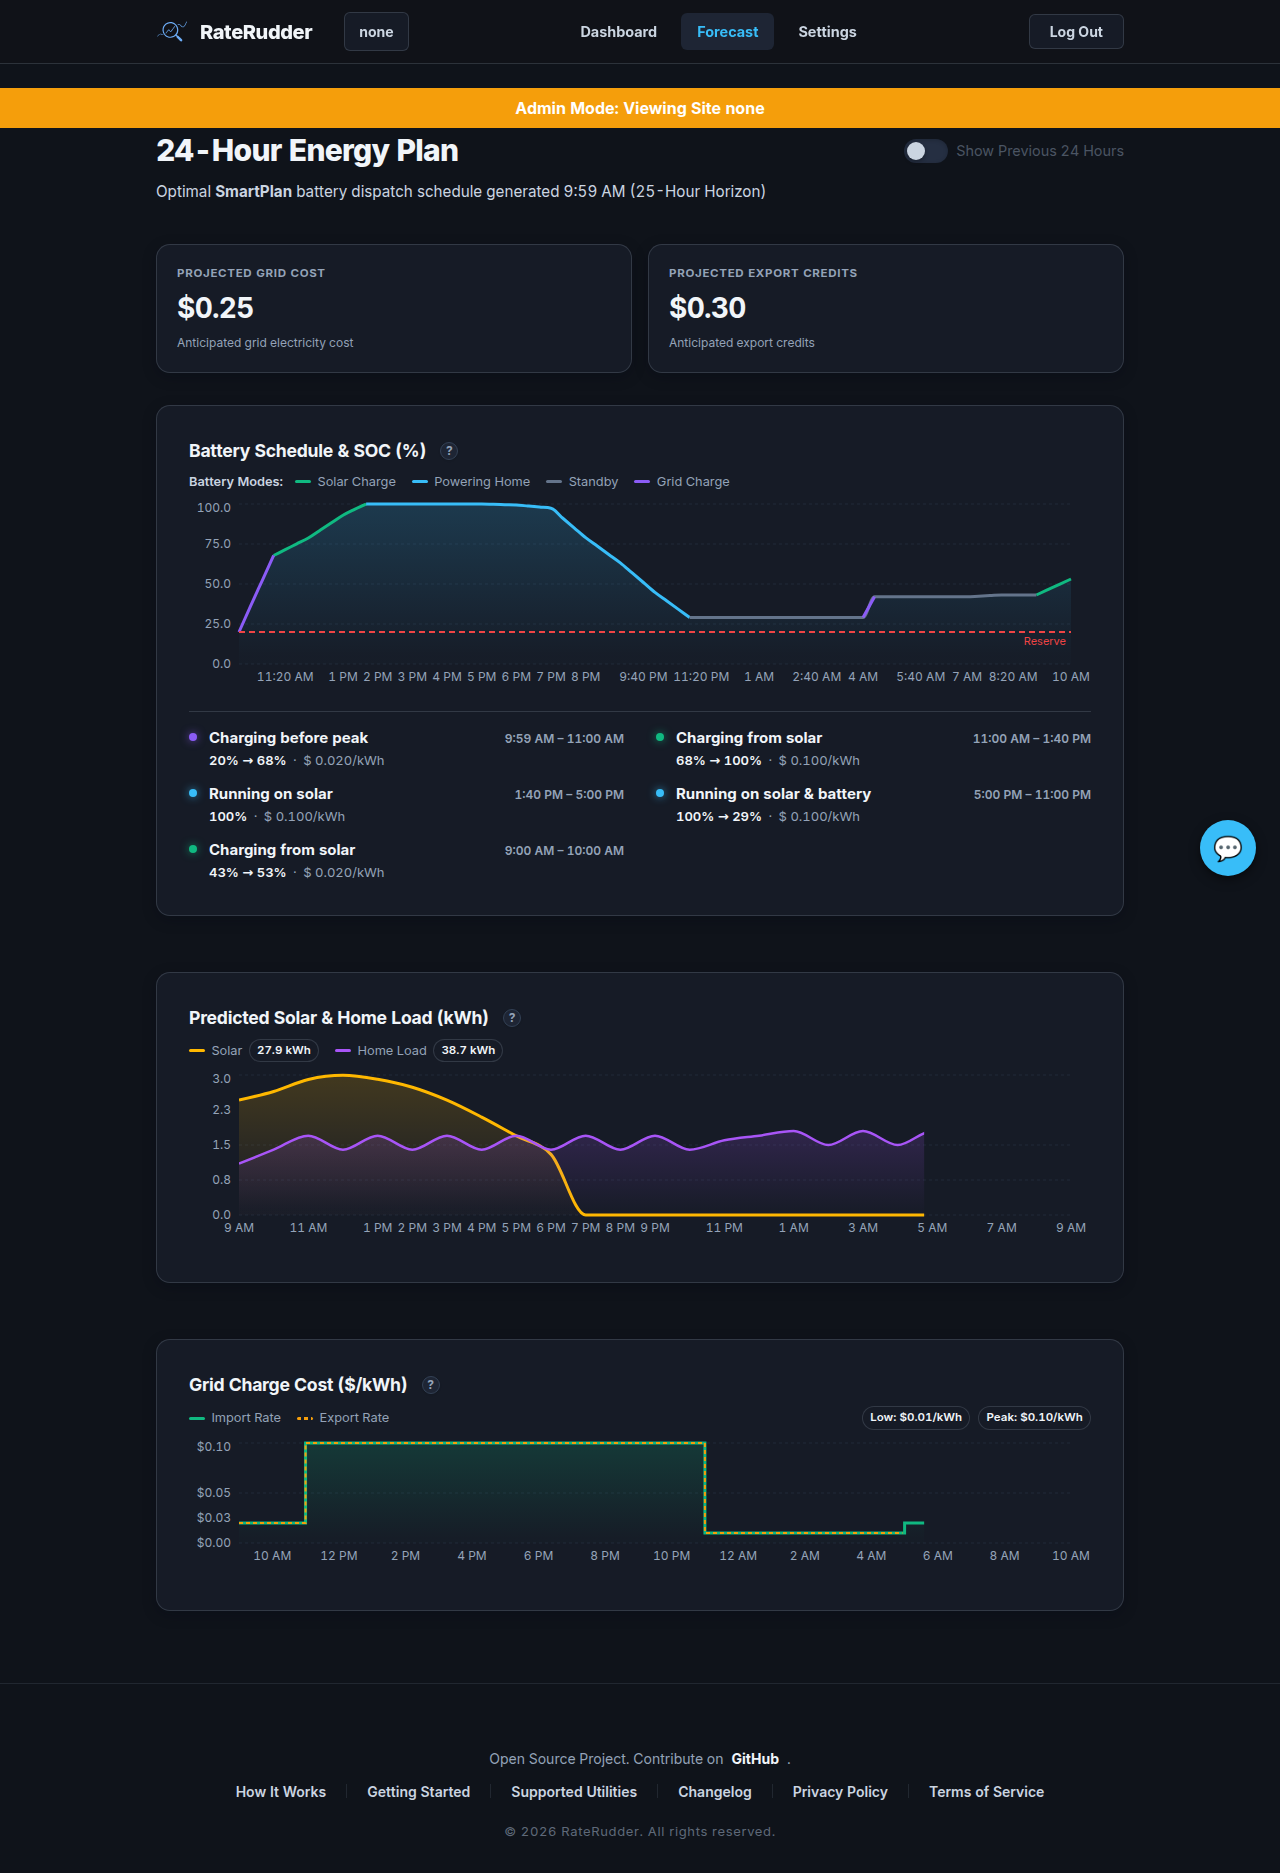 RateRudder
none
Dashboard
Forecast
Settings
Log Out
Admin Mode: Viewing Site none
24-Hour Energy Plan
Show Previous 24 Hours
Optimal SmartPlan battery dispatch schedule generated 9:59 AM (25-Hour Horizon)
PROJECTED GRID COST
$0.25
Anticipated grid electricity cost
PROJECTED EXPORT CREDITS
$0.30
Anticipated export credits
Battery Schedule & SOC (%) ?
Battery Modes: Solar Charge Powering Home Standby Grid Charge
100.0
75.0
50.0
25.0
0.0
Reserve
11:20 AM 1 PM 2 PM 3 PM 4 PM 5 PM 6 PM 7 PM 8 PM 9:40 PM 11:20 PM 1 AM 2:40 AM 4 AM 5:40 AM 7 AM 8:20 AM 10 AM
Charging before peak 9:59 AM – 11:00 AM
20% → 68% · $ 0.020/kWh
Charging from solar 11:00 AM – 1:40 PM
68% → 100% · $ 0.100/kWh
Running on solar 1:40 PM – 5:00 PM
100% · $ 0.100/kWh
Running on solar & battery 5:00 PM – 11:00 PM
100% → 29% · $ 0.100/kWh
Charging from solar 9:00 AM – 10:00 AM
43% → 53% · $ 0.020/kWh
Predicted Solar & Home Load (kWh) ?
Solar 27.9 kWh Home Load 38.7 kWh
3.0
2.3
1.5
0.8
0.0
9 AM 11 AM 1 PM 2 PM 3 PM 4 PM 5 PM 6 PM 7 PM 8 PM 9 PM 11 PM 1 AM 3 AM 5 AM 7 AM 9 AM
Grid Charge Cost ($/kWh) ?
Import Rate Export Rate
Low: $0.01/kWh Peak: $0.10/kWh
$0.10
$0.05
$0.03
$0.00
10 AM 12 PM 2 PM 4 PM 6 PM 8 PM 10 PM 12 AM 2 AM 4 AM 6 AM 8 AM 10 AM
Open Source Project. Contribute on GitHub .
How It Works
Getting Started
Supported Utilities
Changelog
Privacy Policy
Terms of Service
© 2026 RateRudder. All rights reserved.